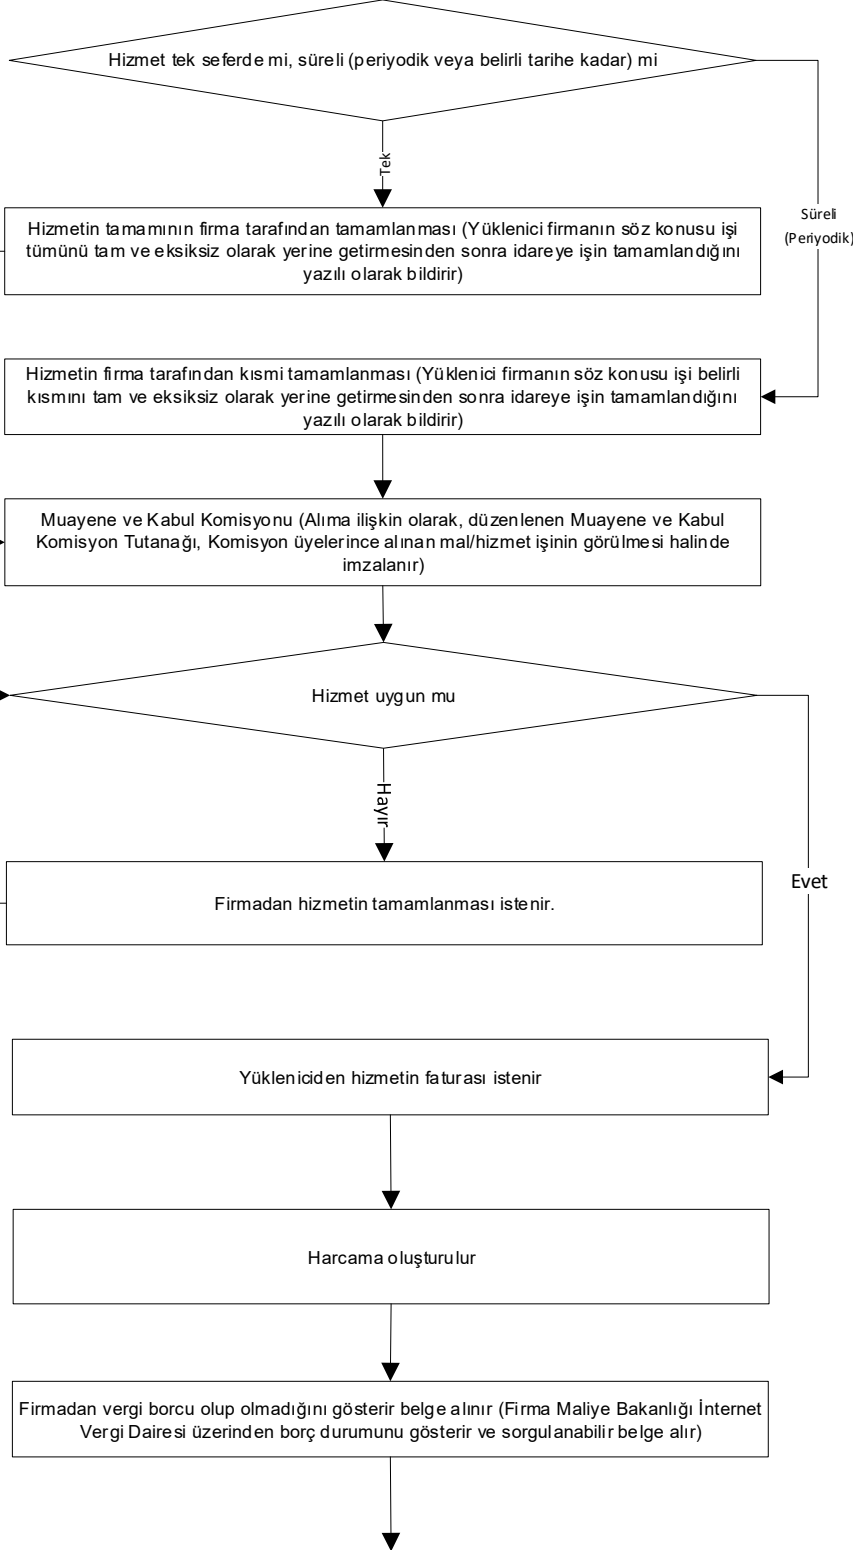 Hizmet tek seferde mi, süreli (periyodik veya belirli tarihe kadar) mi
Tek
Süreli
(Periyodik)
Hizmetin tamamının firma tarafından tamamlanması (Yüklenici firmanın söz konusu işi
tümünü tam ve eksiksiz olarak yerine getirmesinden sonra idareye işin tamamlandığını
yazılı olarak bildirir)
Hizmetin firma tarafından kısmi tamamlanması (Yüklenici firmanın söz konusu işi belirli
kısmını tam ve eksiksiz olarak yerine getirmesinden sonra idareye işin tamamlandığını
yazılı olarak bildirir)
Muayene ve Kabul Komisyonu (Alıma ilişkin olarak, düzenlenen Muayene ve Kabul
Komisyon Tutanağı, Komisyon üyelerince alınan mal/hizmet işinin görülmesi halinde
imzalanır)
Hizmet uygun mu
Hayır
Evet
Firmadan hizmetin tamamlanması istenir.
Yükleniciden hizmetin faturası istenir
Harcama oluşturulur
Firmadan vergi borcu olup olmadığını gösterir belge alınır (Firma Maliye Bakanlığı İnternet
Vergi Dairesi üzerinden borç durumunu gösterir ve sorgulanabilir belge alır)